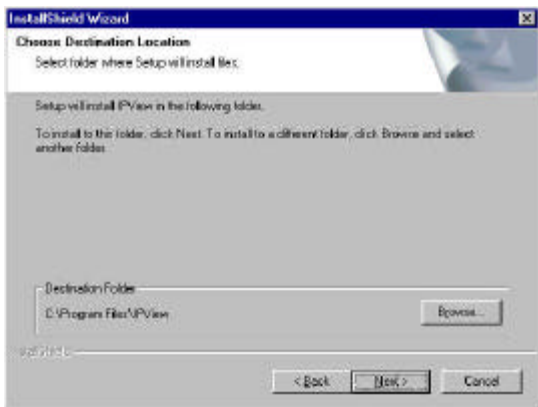 InstallShield Wizard
Choose Destination Location
Select folder where Setup will install files.
Setup will install IPView in the following folder.
To install to this folder, click Next. To install to a different folder, click Browse and select
another folder.
Destination Folder
C:\Program Files\IPView
Browse...
InstallShield
< Back
Next >
Cancel